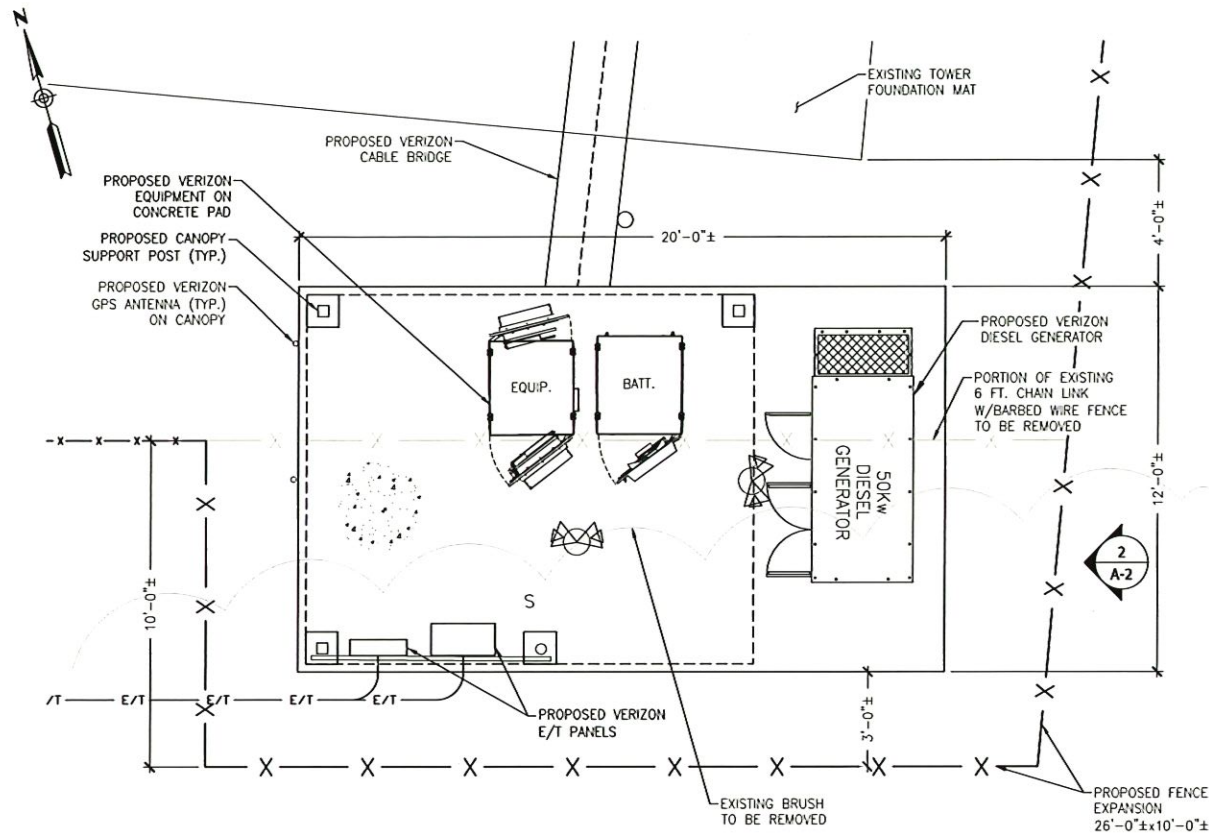 N
EXISTING TOWER
FOUNDATION MAT
PROPOSED VERIZON
CABLE BRIDGE
PROPOSED VERIZON
EQUIPMENT ON
CONCRETE PAD
PROPOSED CANOPY
SUPPORT POST (TYP.)
PROPOSED VERIZON
GPS ANTENNA (TYP.)
ON CANOPY
20'-0"±
4'-0"±
PROPOSED VERIZON
DIESEL GENERATOR
PORTION OF EXISTING
6 FT. CHAIN LINK
W/BARBED WIRE FENCE
TO BE REMOVED
EQUIP.
BATT.
50Kw
DIESEL
GENERATOR
12'-0"±
2
A-2
10'-0"±
S
/T E/T E/T E/T E/T
PROPOSED VERIZON
E/T PANELS
3'-0"±
EXISTING BRUSH
TO BE REMOVED
PROPOSED FENCE
EXPANSION
26'-0"±x10'-0"±